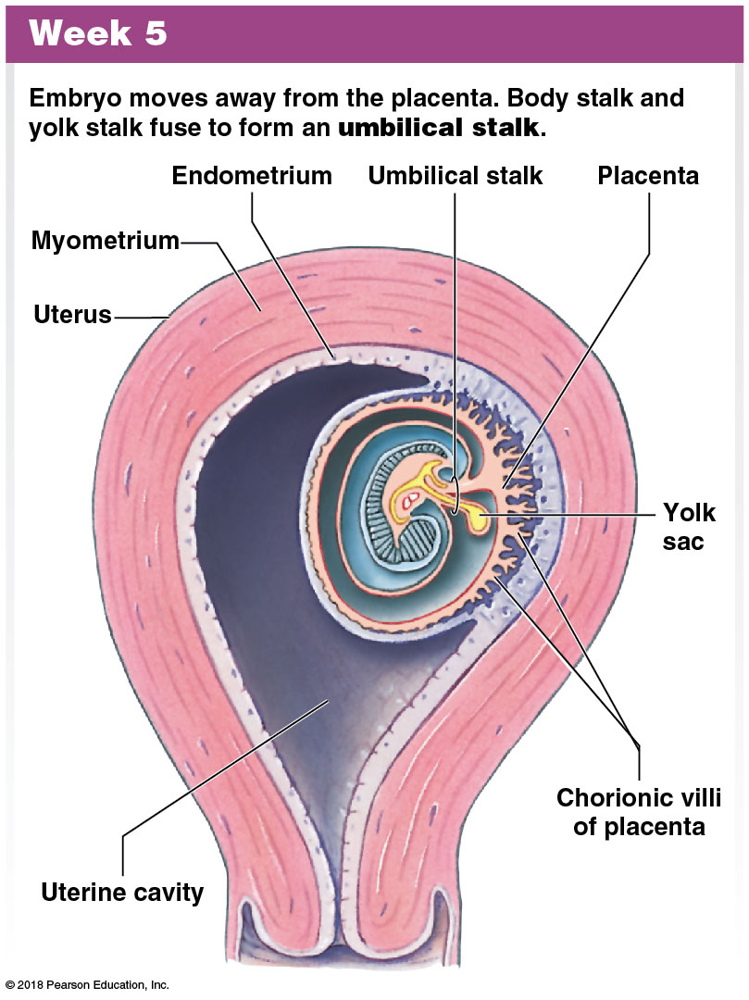 Week 5
Embryo moves away from the placenta. Body stalk and
yolk stalk fuse to form an umbilical stalk.
Endometrium
Umbilical stalk
Placenta
Myometrium
Uterus
Yolk
sac
Chorionic villi
of placenta
Uterine cavity
© 2018 Pearson Education, Inc.